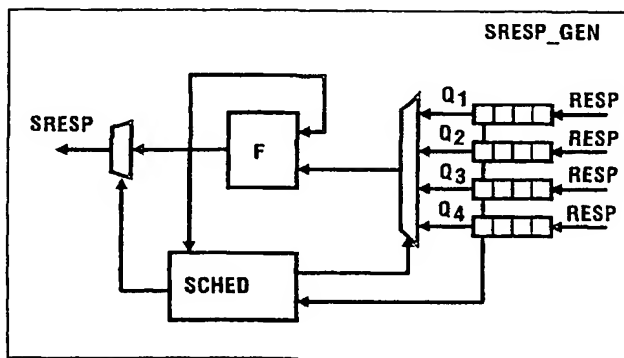 SRESP_GEN
Q1
RESP
SRESP
Q2
RESP
F
Q3
RESP
Q4
RESP
SCHED